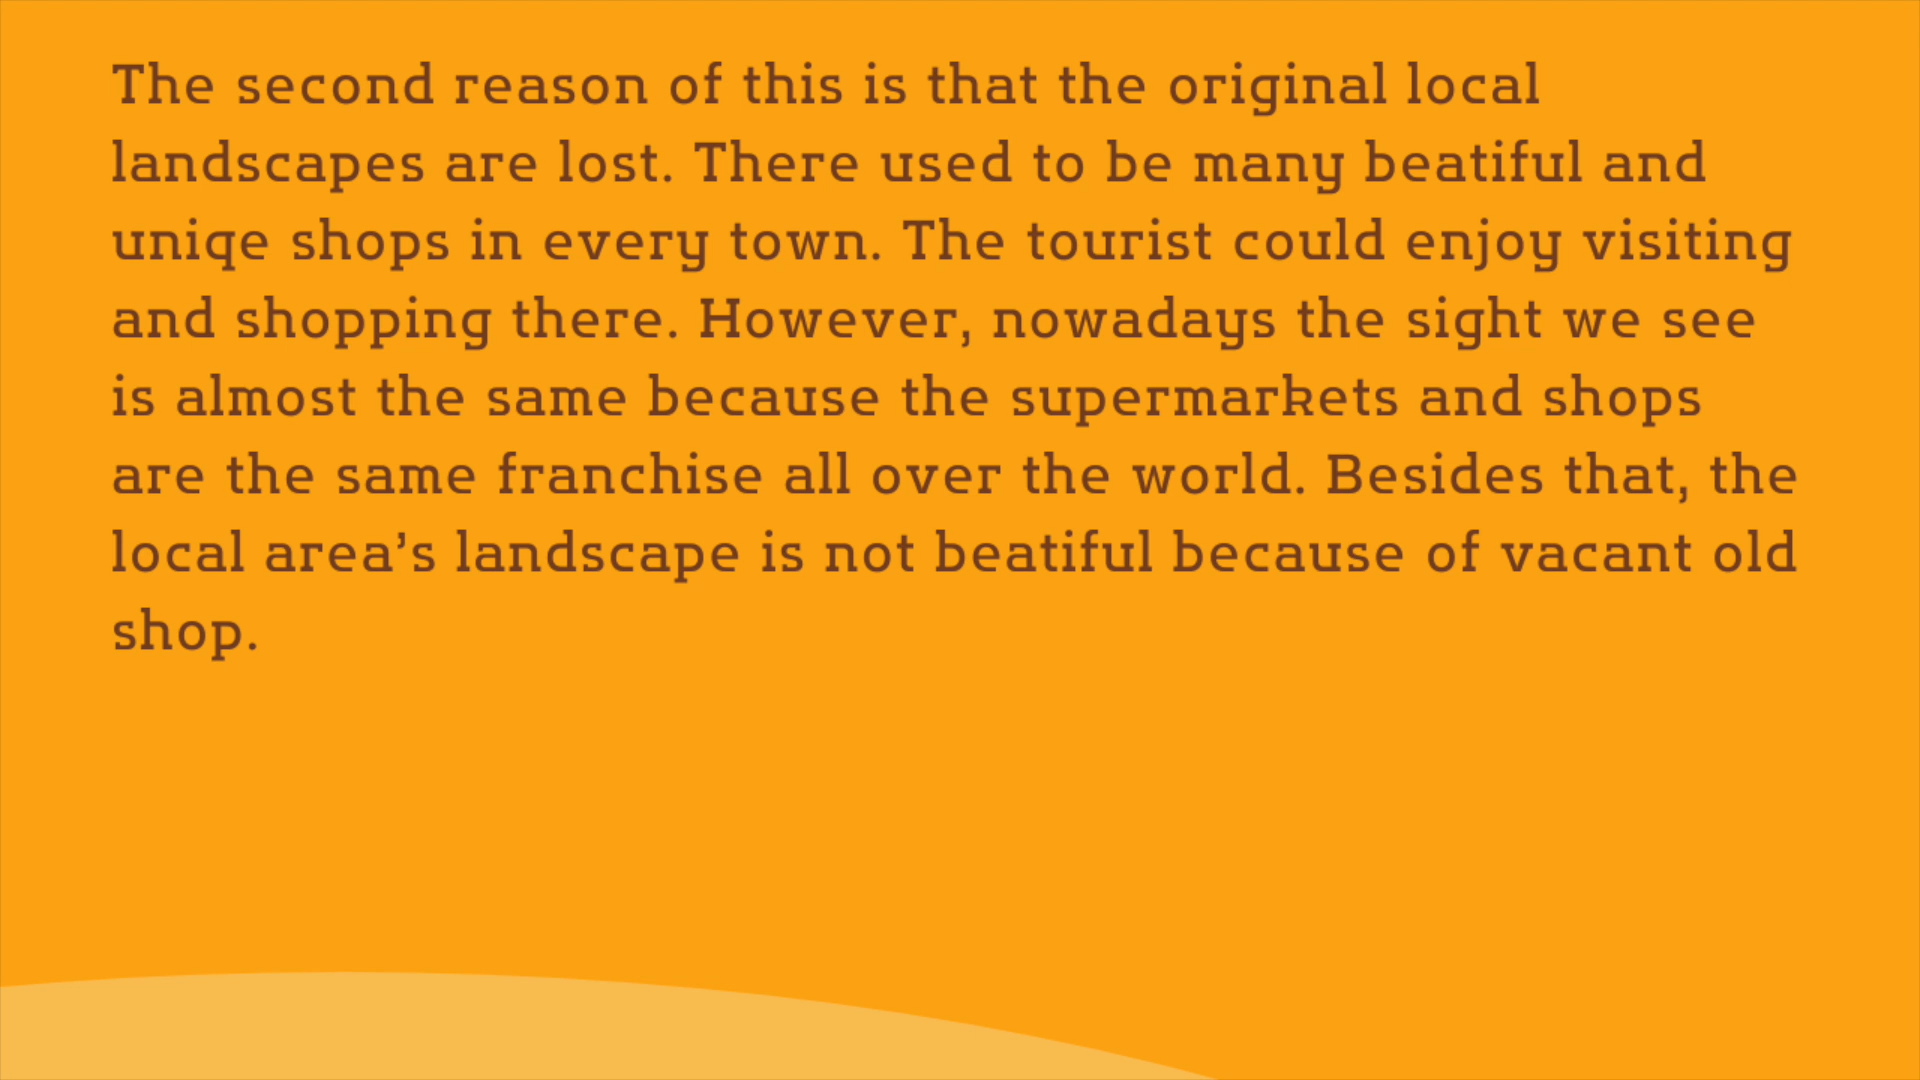 The second reason of this is that the original local
landscapes are lost. There used to be many beatiful and
uniqe shops in every town. The tourist could enjoy visiting
and shopping there. However, nowadays the sight we see
is almost the same because the supermarkets and shops
are the same franchise all over the world. Besides that, the
local area’s landscape is not beatiful because of vacant old
shop.